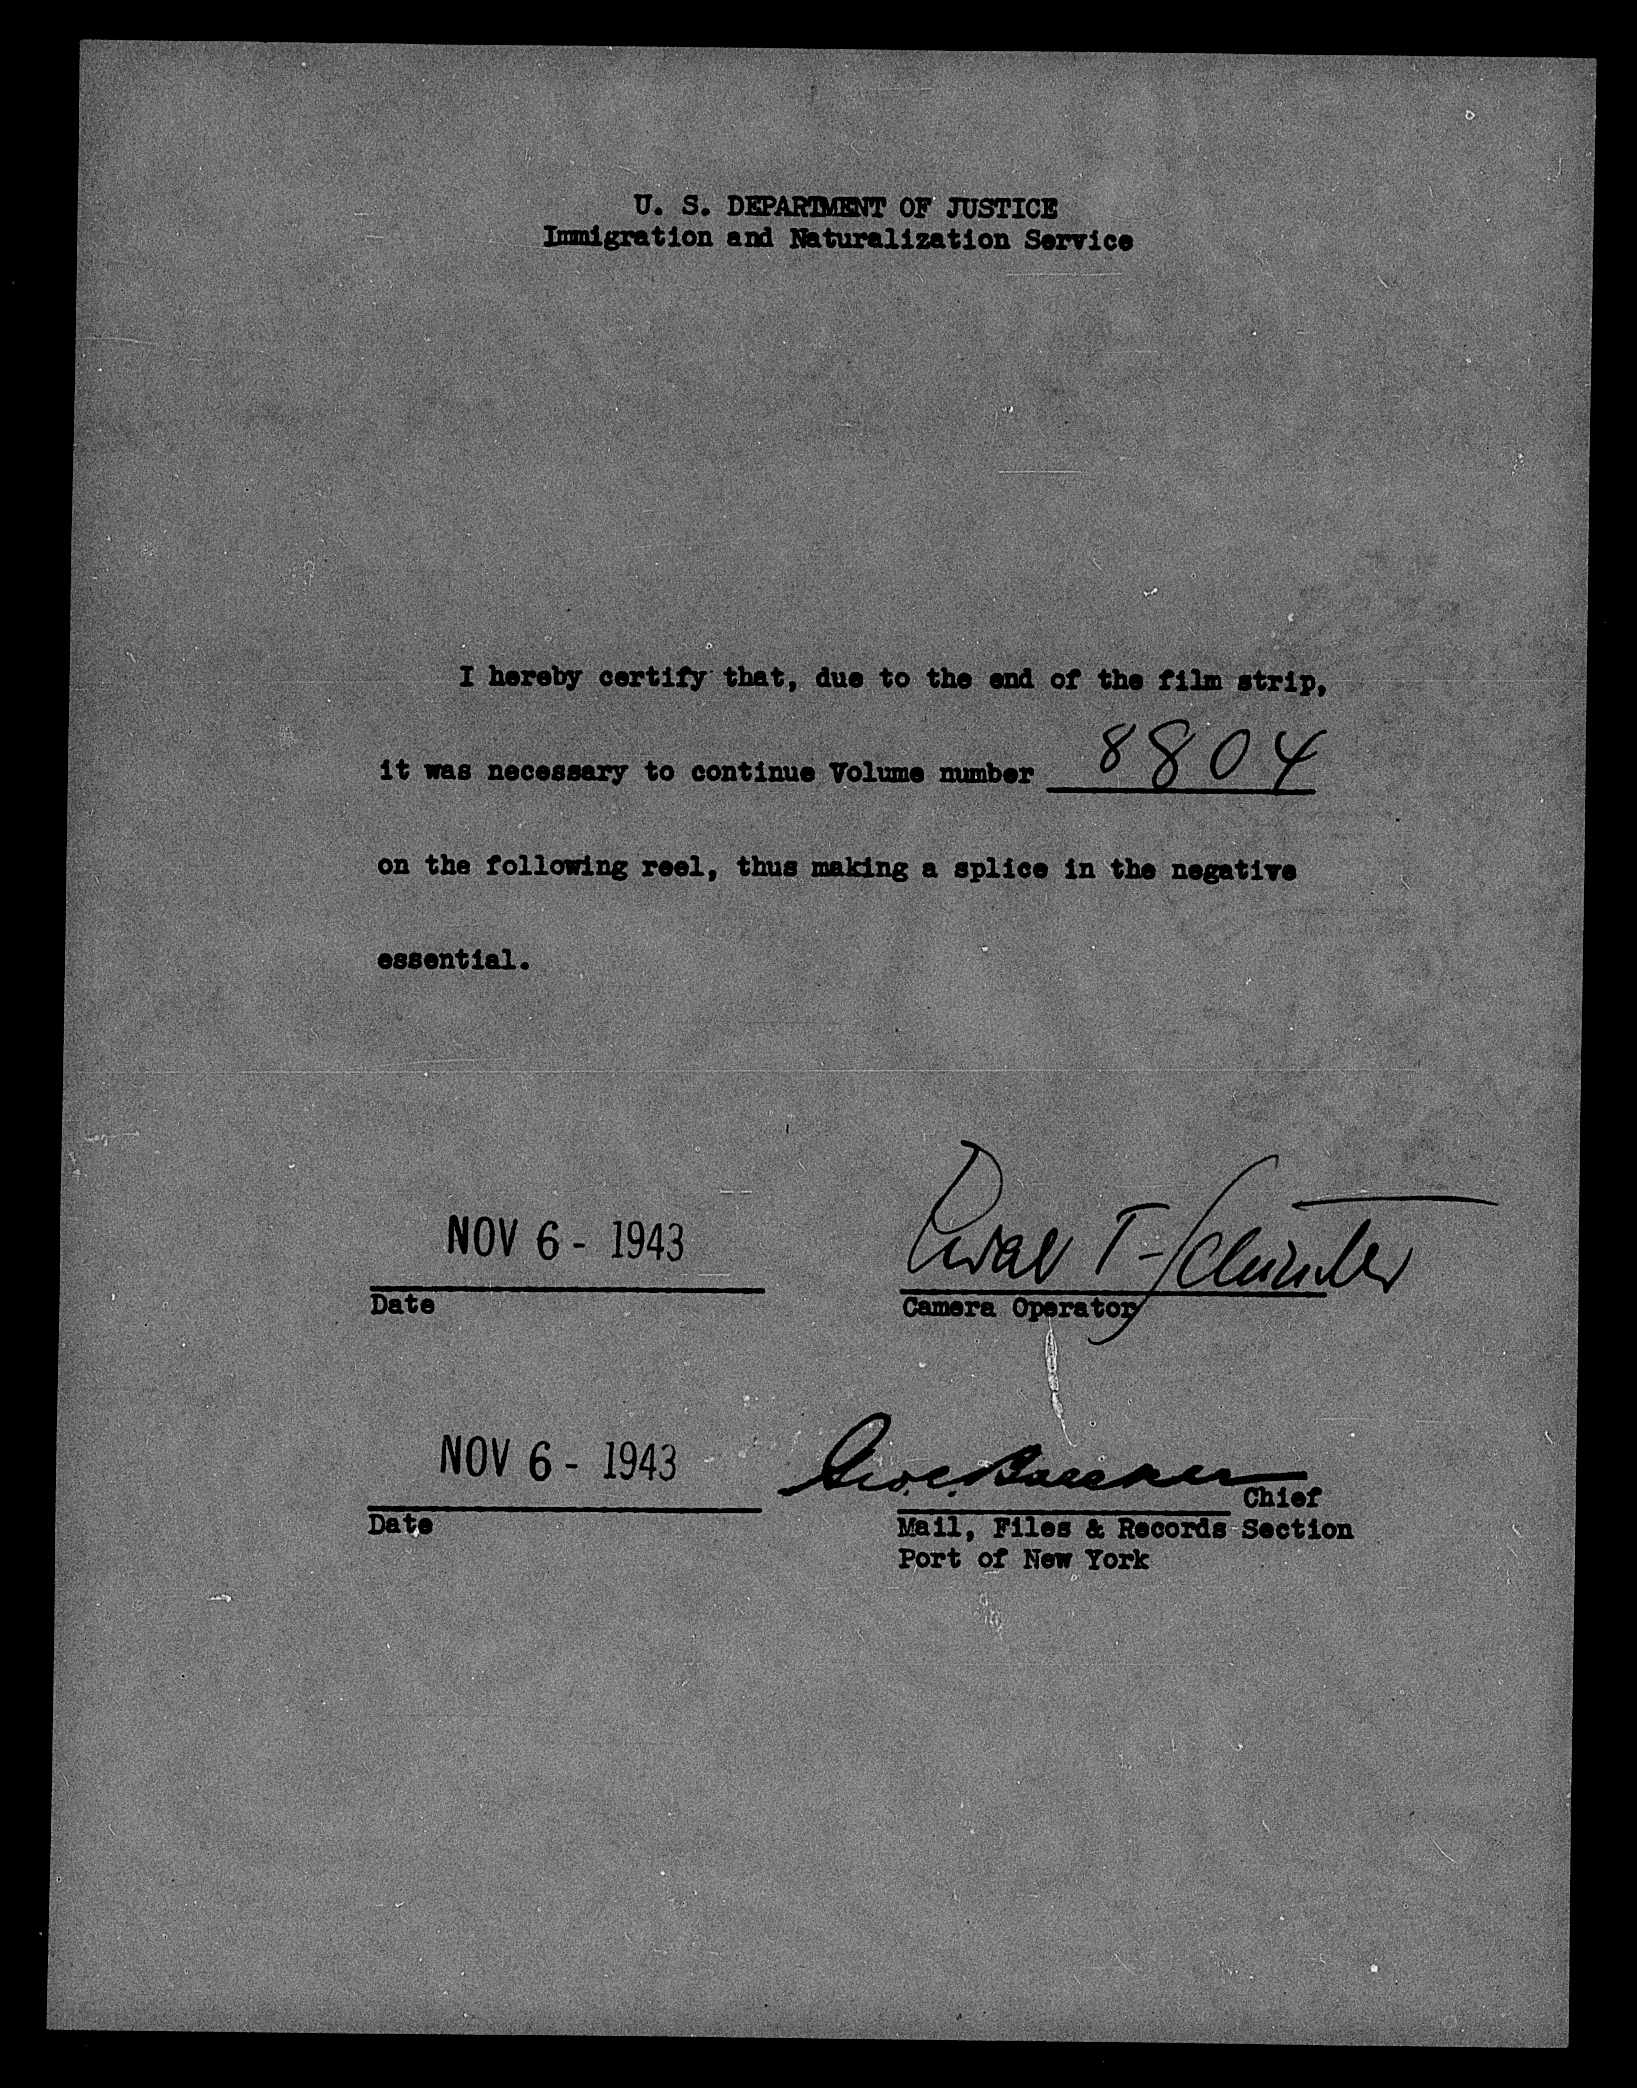 U. S. DEPARTMENT OF JUSTICE
Immigration and Naturalization Service
I hereby certify that, due to the end of the film strip,
it was necessary to continue Volume number 8804
on the following reel, thus making a splice in the negative
essential.
NOV 6 - 1943
Date
T.
Camera Operator
NOV 6 - 1943
Date
Geo. C.
Chief
Mail, Files & Records Section
Port of New York